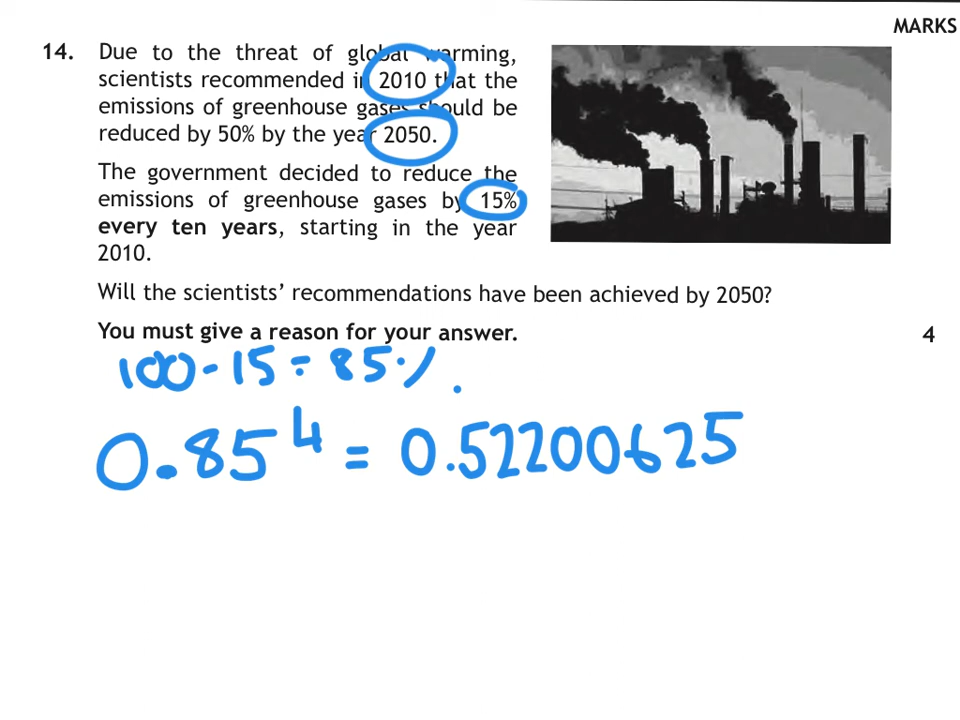 MARKS
14. Due to the threat of global warming,
scientists recommended in 2010 that the
emissions of greenhouse gases should be
reduced by 50% by the year 2050.
The government decided to reduce the
emissions of greenhouse gases by 15%
every ten years, starting in the year
2010.
Will the scientists’ recommendations have been achieved by 2050?
You must give a reason for your answer. 4
100 - 15 = 85%.
0.85⁴ = 0.52200625